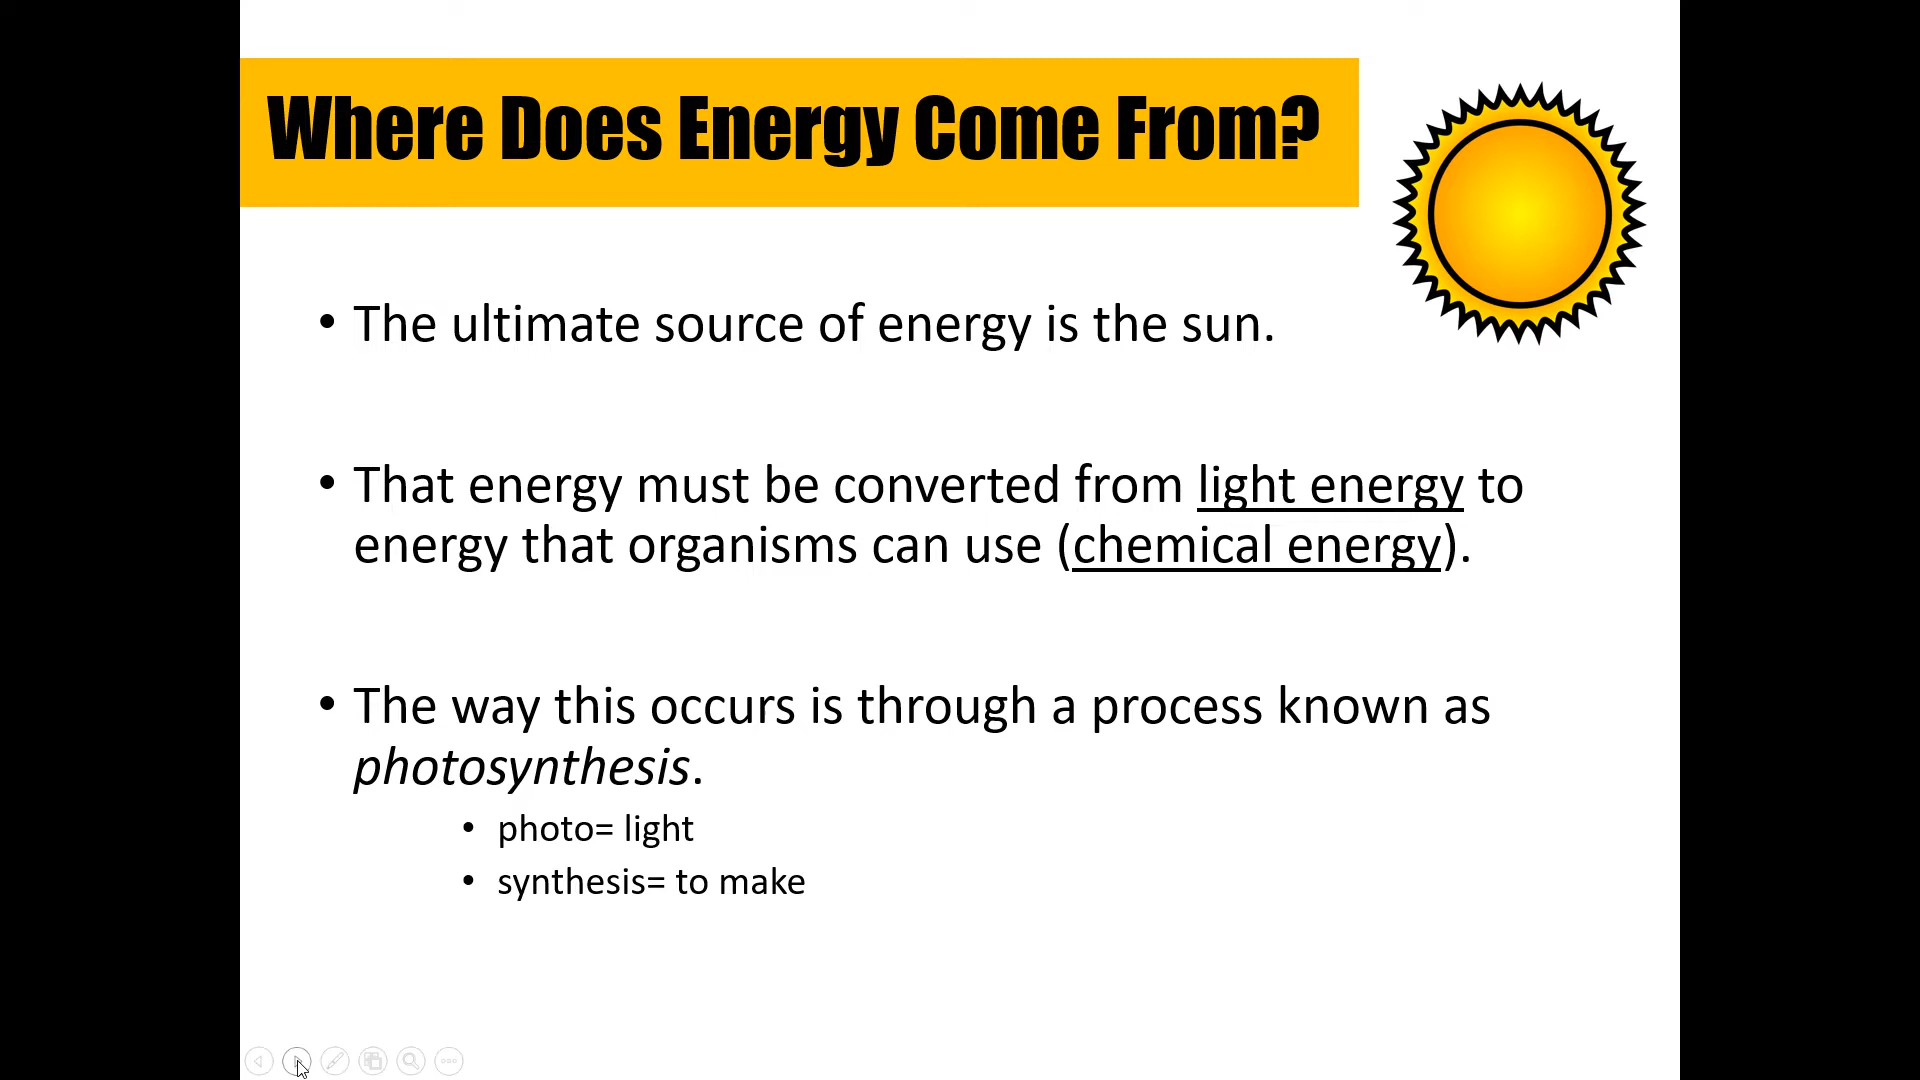 Where Does Energy Come From?
• The ultimate source of energy is the sun.
• That energy must be converted from light energy to
energy that organisms can use (chemical energy).
• The way this occurs is through a process known as
photosynthesis.
• photo= light
• synthesis= to make